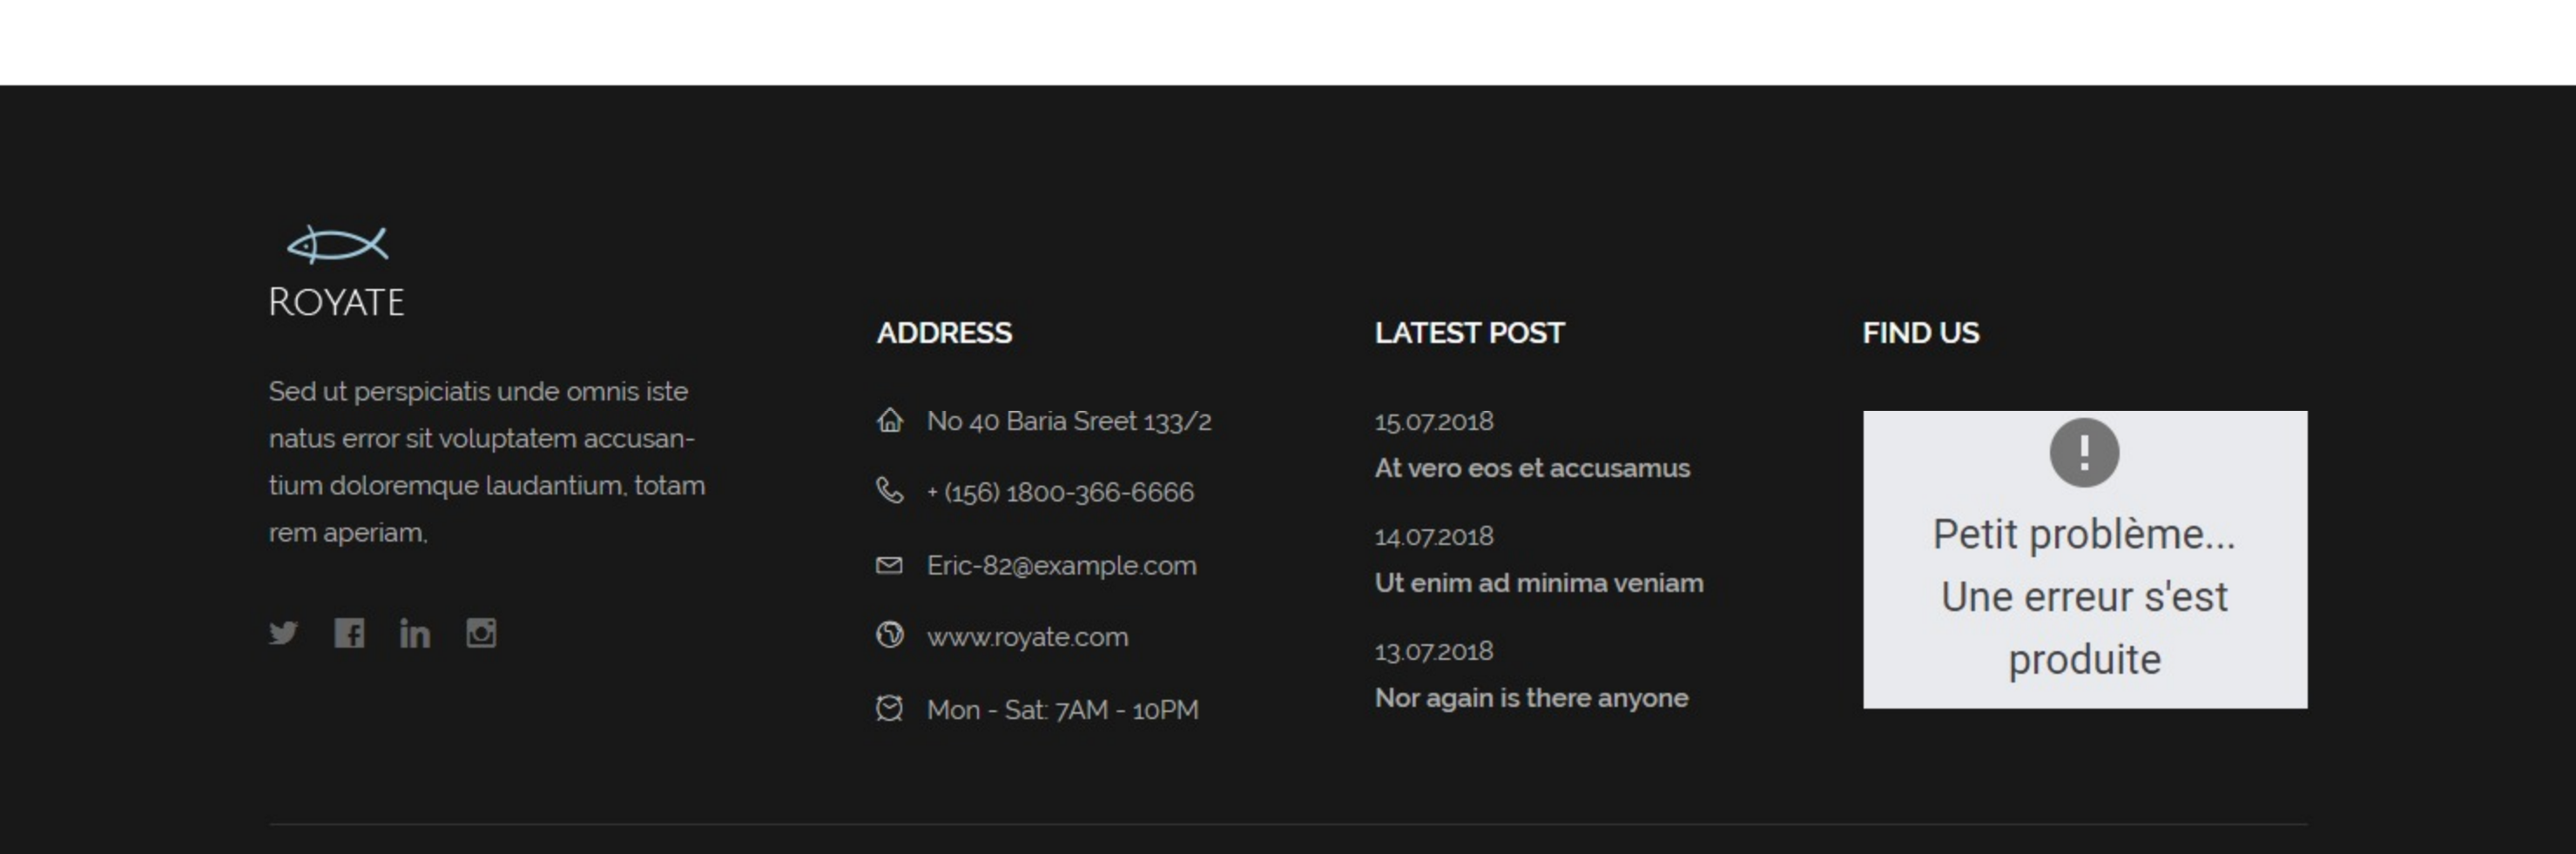 ROYATE
Sed ut perspiciatis unde omnis iste
natus error sit voluptatem accusan-
tium doloremque laudantium, totam
rem aperiam,
ADDRESS
No 40 Baria Sreet 133/2
+ (156) 1800-366-6666
Eric-82@example.com
www.royate.com
Mon - Sat: 7AM - 10PM
LATEST POST
15.07.2018
At vero eos et accusamus
14.07.2018
Ut enim ad minima veniam
13.07.2018
Nor again is there anyone
FIND US
Petit problème...
Une erreur s'est
produite